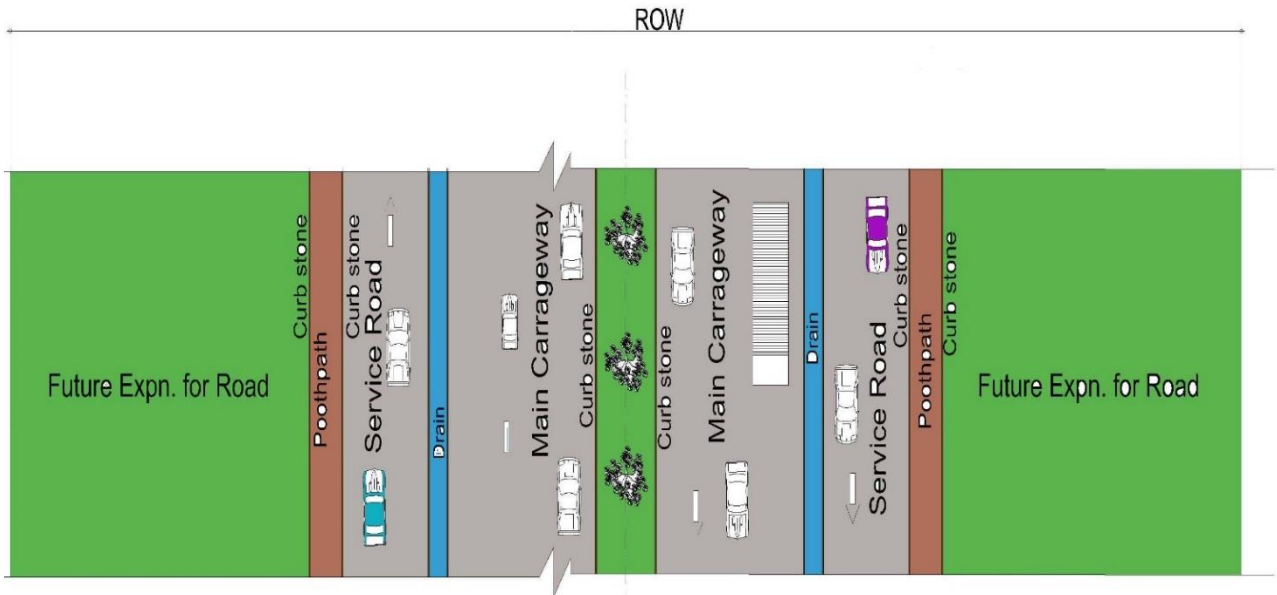 ROW
Future Expn. for Road
Curb stone
Poothpath
Curb stone
Service Road
Drain
Main Carrageway
Curb stone
Curb stone
Main Carrageway
Drain
Service Road
Curb stone
Poothpath
Curb stone
Future Expn. for Road